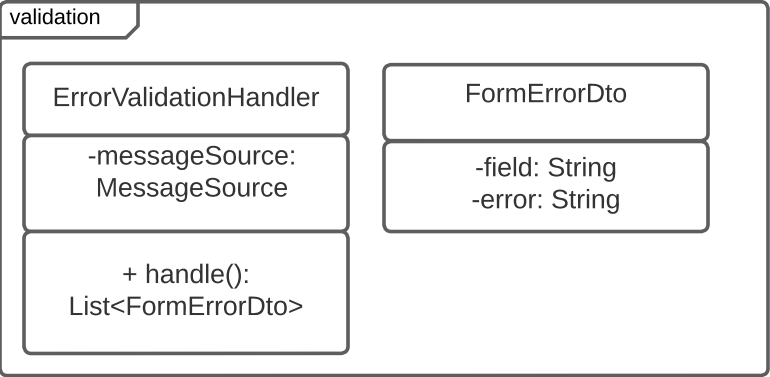 validation
ErrorValidationHandler
-messageSource:
MessageSource
+ handle():
List<FormErrorDto>
FormErrorDto
-field: String
-error: String